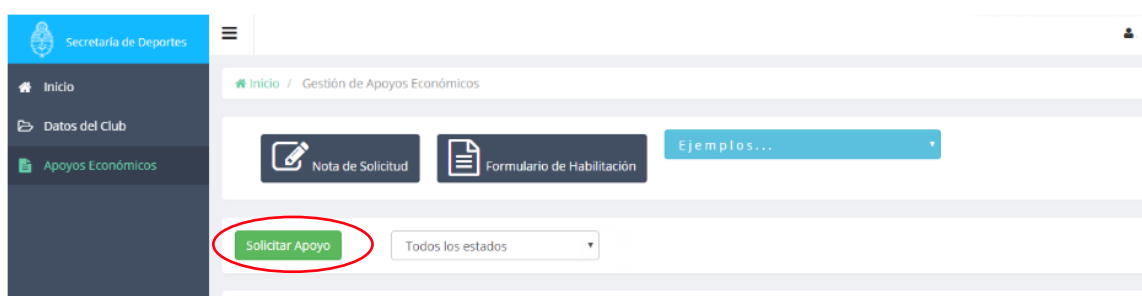 Secretaría de Deportes
Inicio
Datos del Club
Apoyos Económicos
Inicio / Gestión de Apoyos Económicos
Nota de Solicitud
Formulario de Habilitación
Ejemplos...
Solicitar Apoyo
Todos los estados